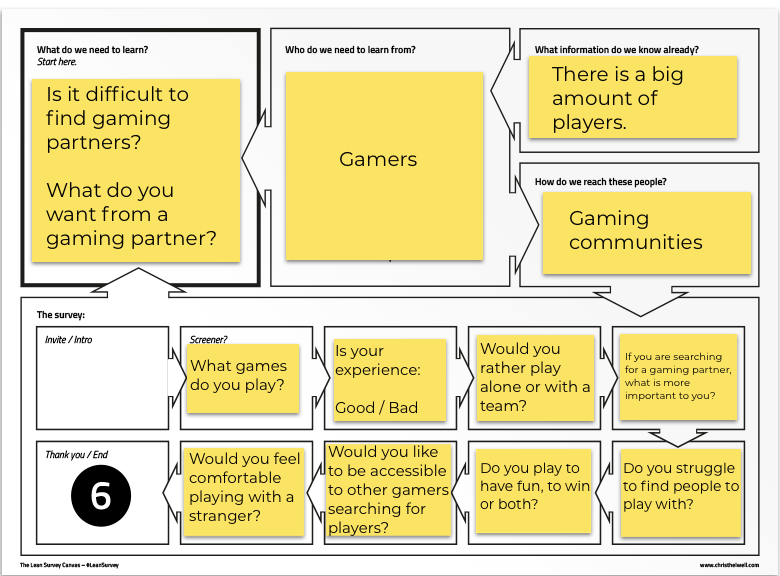 What do we need to learn?
Start here.
Is it difficult to
find gaming
partners?
What do you
want from a
gaming partner?
Who do we need to learn from?
Gamers
What information do we know already?
There is a big
amount of
players.
How do we reach these people?
Gaming
communities
The survey:
Invite / Intro
Screener?
What games
do you play?
Is your
experience:
Good / Bad
Would you
rather play
alone or with a
team?
If you are searching
for a gaming partner,
what is more
important to you?
Thank you / End
6
Would you feel
comfortable
playing with a
stranger?
Would you like
to be accessible
to other gamers
searching for
players?
Do you play to
have fun, to win
or both?
Do you struggle
to find people to
play with?
The Lean Survey Canvas – #LeanSurvey
www.christhelwell.com